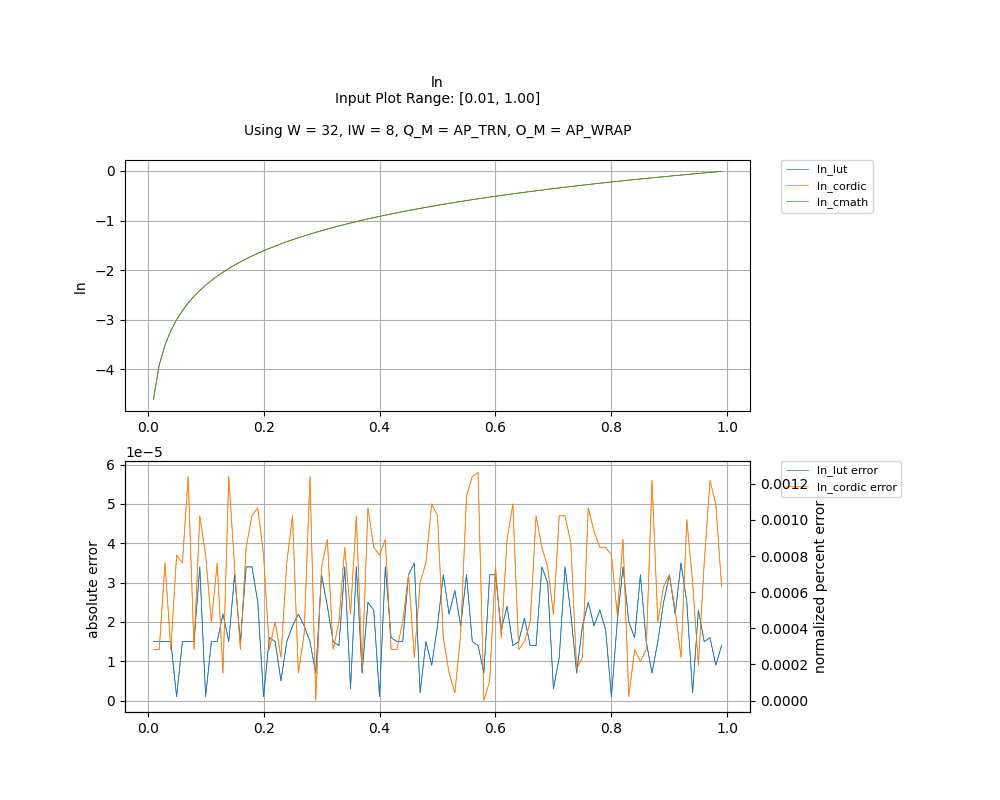 ln
Input Plot Range: [0.01, 1.00]
Using W = 32, IW = 8, Q_M = AP_TRN, O_M = AP_WRAP
ln_lut
ln_cordic
ln_cmath
0
−1
−2
−3
−4
ln
0.0 0.2 0.4 0.6 0.8 1.0
1e−5
ln_lut error
ln_cordic error
6
5
4
3
2
1
0
absolute error
0.0012
0.0010
0.0008
0.0006
0.0004
0.0002
0.0000
normalized percent error
0.0 0.2 0.4 0.6 0.8 1.0